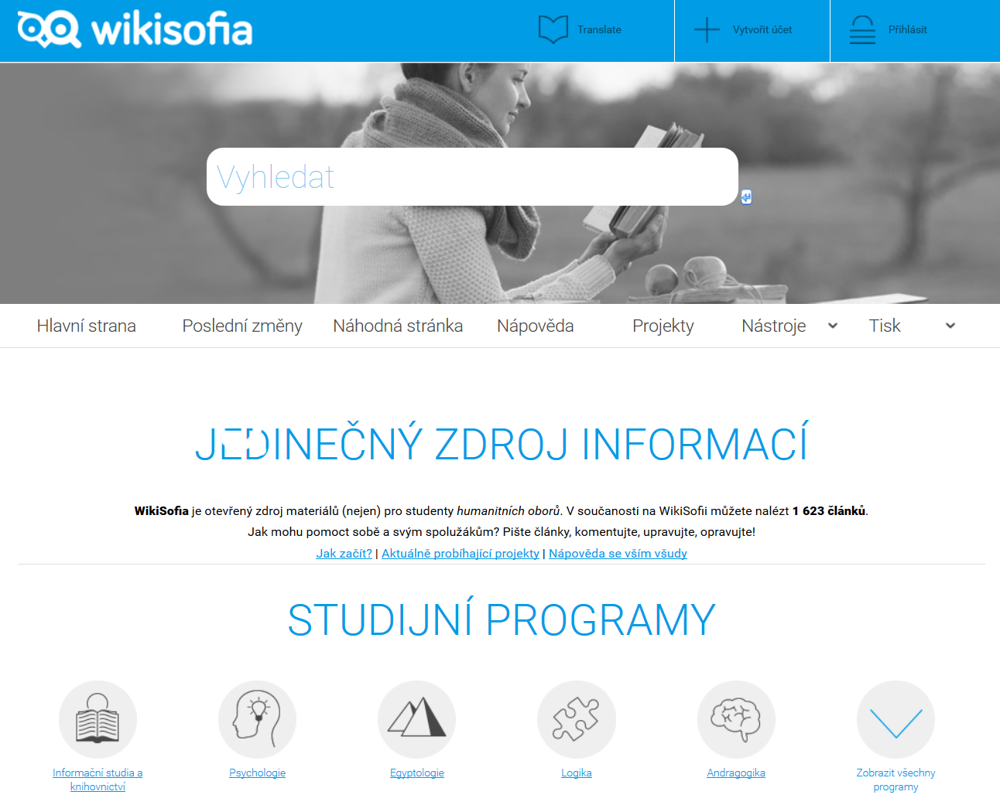 wikisofia
Translate
Vytvořit účet
Přihlásit
Vyhledat
Hlavní strana
Poslední změny
Náhodná stránka
Nápověda
Projekty
Nástroje
Tisk
JEDINEČNÝ ZDROJ INFORMACÍ
WikiSofia je otevřený zdroj materiálů (nejen) pro studenty humanitních oborů. V současnosti na WikiSofii můžete nalézt 1 623 článků.
Jak mohu pomoct sobě a svým spolužákům? Pište články, komentujte, upravujte, opravujte!
Jak začít? | Aktuálně probíhající projekty | Nápověda se vším všudy
STUDIJNÍ PROGRAMY
Informační studia a
knihovnictví
Psychologie
Egyptologie
Logika
Andragogika
Zobrazit všechny
programy